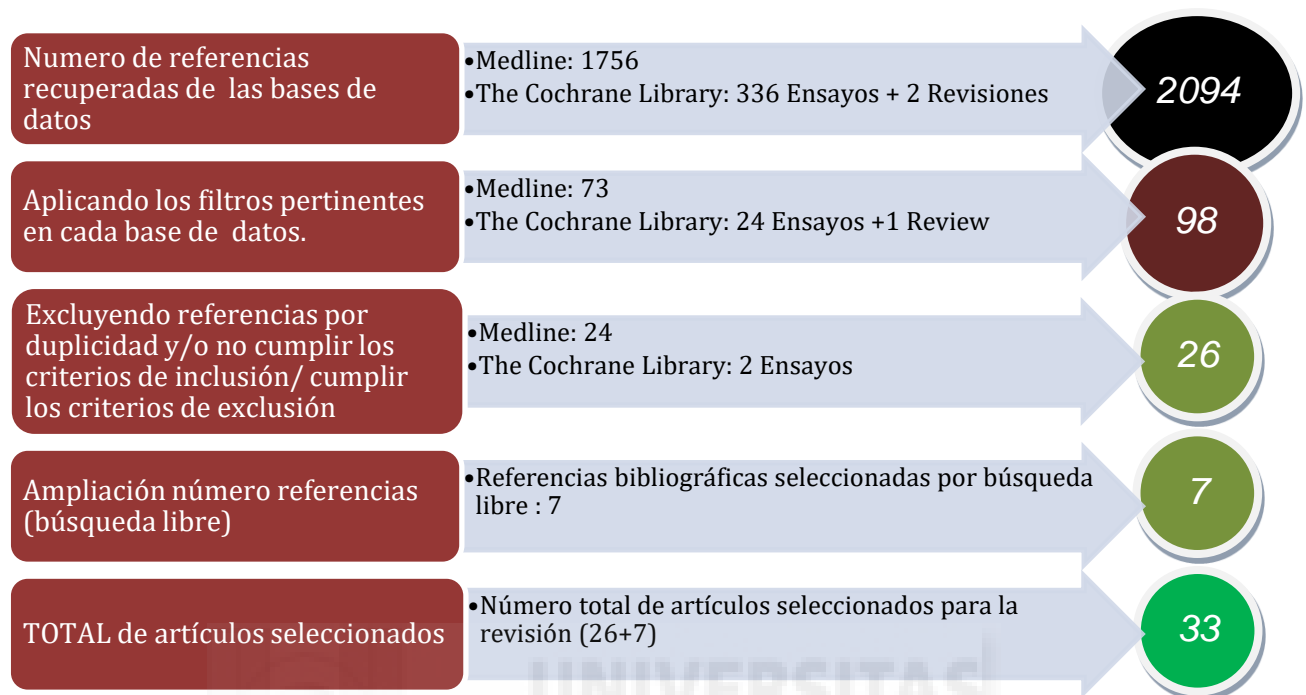 Numero de referencias
recuperadas de las bases de
datos
•Medline: 1756
•The Cochrane Library: 336 Ensayos + 2 Revisiones
2094
Aplicando los filtros pertinentes
en cada base de datos.
•Medline: 73
•The Cochrane Library: 24 Ensayos +1 Review
98
Excluyendo referencias por
duplicidad y/o no cumplir los
criterios de inclusión/ cumplir
los criterios de exclusión
•Medline: 24
•The Cochrane Library: 2 Ensayos
26
Ampliación número referencias
(búsqueda libre)
•Referencias bibliográficas seleccionadas por búsqueda
libre : 7
7
TOTAL de artículos seleccionados
•Número total de artículos seleccionados para la
revisión (26+7)
33
UNIVERSITAS